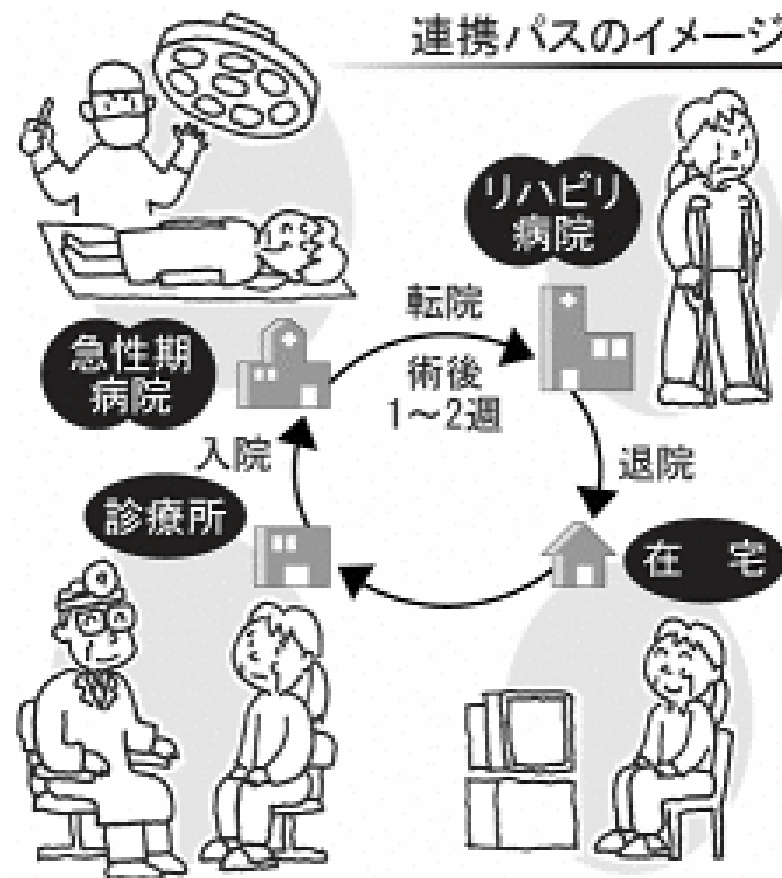 連携パスのイメージ
リハビリ
病院
転院
急性期
病院
術後
1～2週
入院
退院
診療所
在　宅